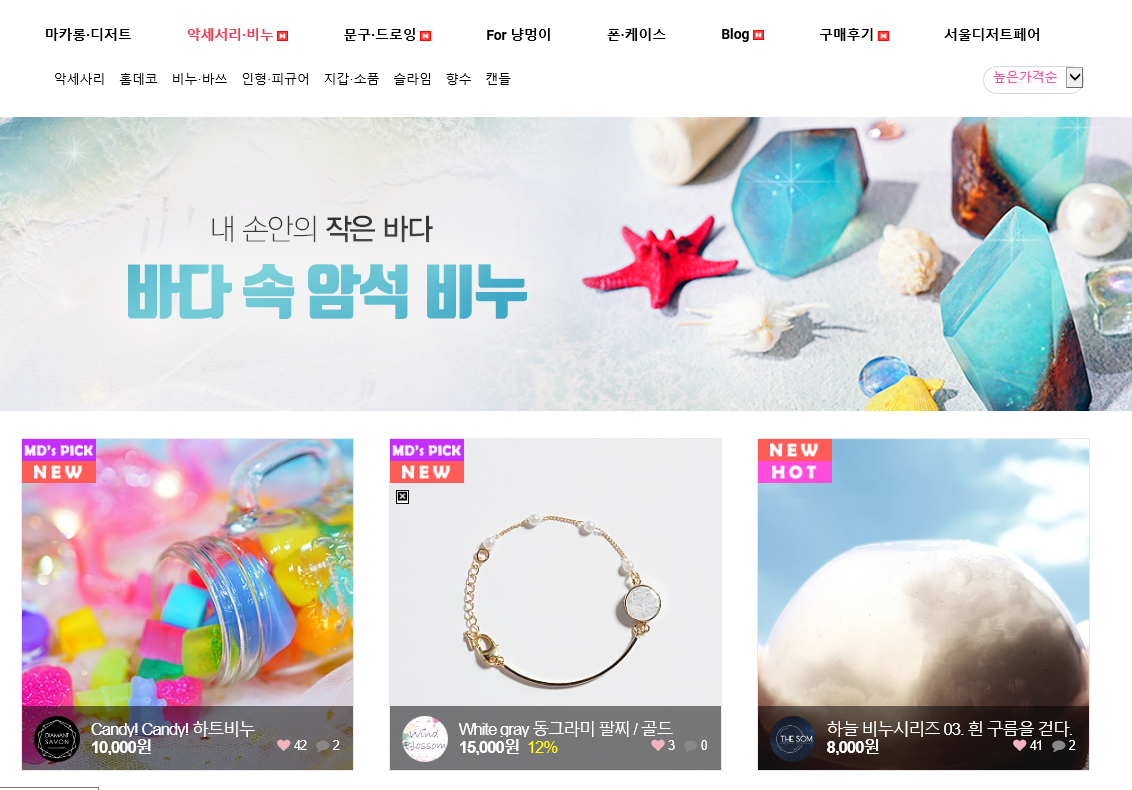 마카롱·디저트 악세서리·비누 문구·드로잉 For 냥멍이 폰·케이스 Blog 구매후기 서울디저트페어
악세사리 홈데코 비누·바쓰 인형·피규어 지갑·소품 슬라임 향수 캔들 높은가격순
내 손안의 작은 바다
바다 속 암석 비누
MD's PICK
NEW
DIAMANT
SAVON
Candy! Candy! 하트비누
10,000원 42 2
MD's PICK
NEW
Wind
Blossom
White gray 동그라미 팔찌 / 골드
15,000원 12% 3 0
NEW
HOT
THE SOM
하늘 비누시리즈 03. 흰 구름을 걷다.
8,000원 41 2